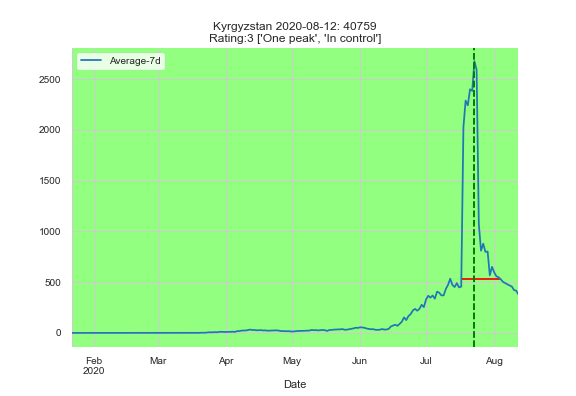 Kyrgyzstan 2020-08-12: 40759
Rating:3 ['One peak', 'In control']
Average-7d
2500
2000
1500
1000
500
0
Feb Mar Apr May Jun Jul Aug
2020
Date